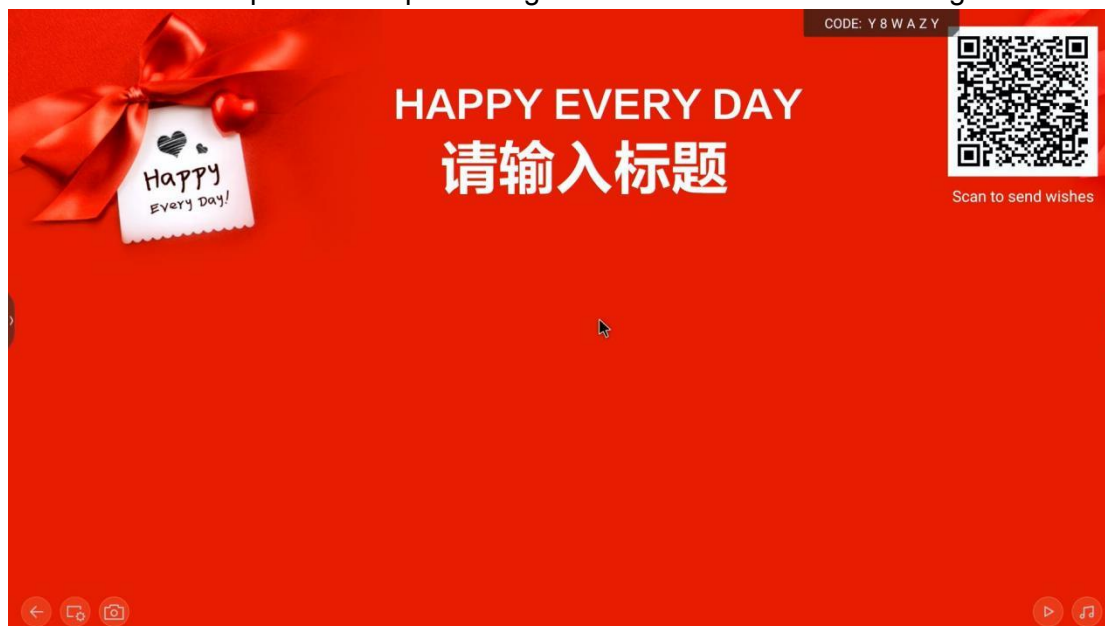 CODE: Y 8 W A Z Y
HAPPY EVERY DAY
请输入标题
Happy
Every Day!
Scan to send wishes